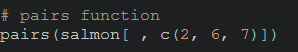 # pairs function
pairs(salmon[ , c(2, 6, 7)])